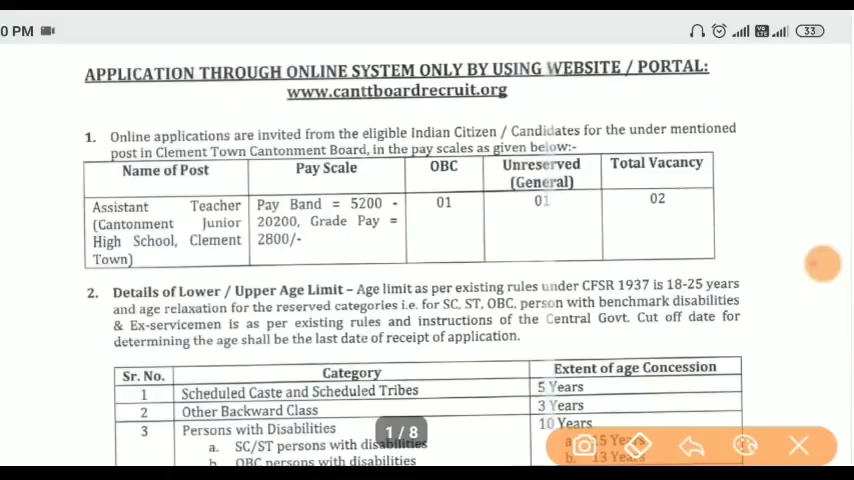 0 PM
33
APPLICATION THROUGH ONLINE SYSTEM ONLY BY USING WEBSITE / PORTAL:
www.canttboardrecruit.org
1. Online applications are invited from the eligible Indian Citizen / Candidates for the under mentioned
post in Clement Town Cantonment Board, in the pay scales as given below:-
Name of Post Pay Scale OBC Unreserved (General) Total Vacancy
Assistant Teacher Pay Band = 5200 - 01 01 02
(Cantonment Junior 20200, Grade Pay =
High School, Clement 2800/-
Town)
2. Details of Lower / Upper Age Limit – Age limit as per existing rules under CFSR 1937 is 18-25 years
and age relaxation for the reserved categories i.e. for SC, ST, OBC, person with benchmark disabilities
& Ex-servicemen is as per existing rules and instructions of the Central Govt. Cut off date for
determining the age shall be the last date of receipt of application.
Sr. No. Category Extent of age Concession
1 Scheduled Caste and Scheduled Tribes 5 Years
2 Other Backward Class 3 Years
3 Persons with Disabilities 10 Years
a. SC/ST persons with disabilities a. 15 Years
b. OBC persons with disabilities b. 13 Years
1 / 8